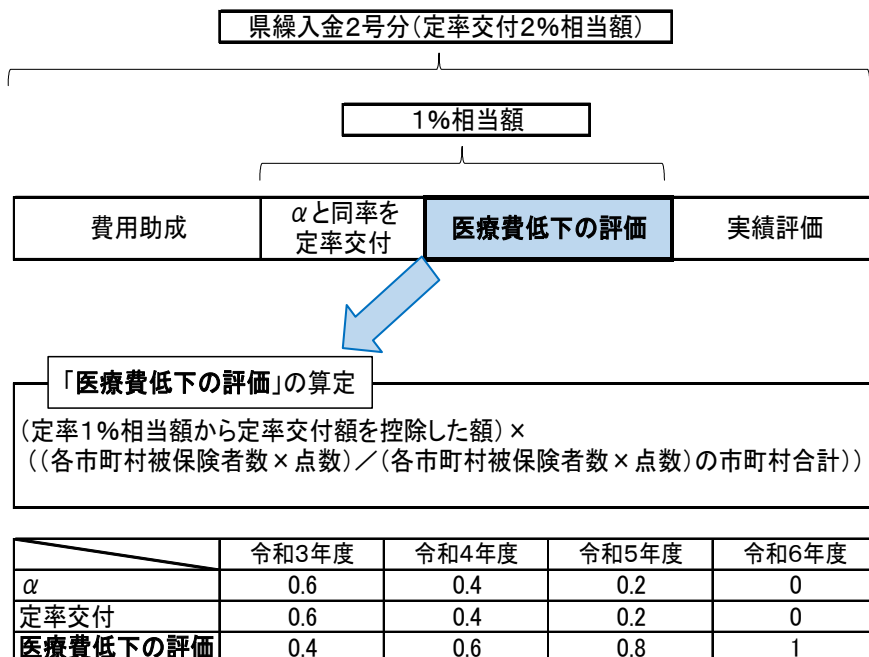 県繰入金2号分(定率交付2%相当額)
1%相当額
費用助成
αと同率を
定率交付
医療費低下の評価
実績評価
「医療費低下の評価」の算定
(定率1%相当額から定率交付額を控除した額)×
((各市町村被保険者数×点数)/(各市町村被保険者数×点数)の市町村合計))
令和3年度 令和4年度 令和5年度 令和6年度
α 0.6 0.4 0.2 0
定率交付 0.6 0.4 0.2 0
医療費低下の評価 0.4 0.6 0.8 1